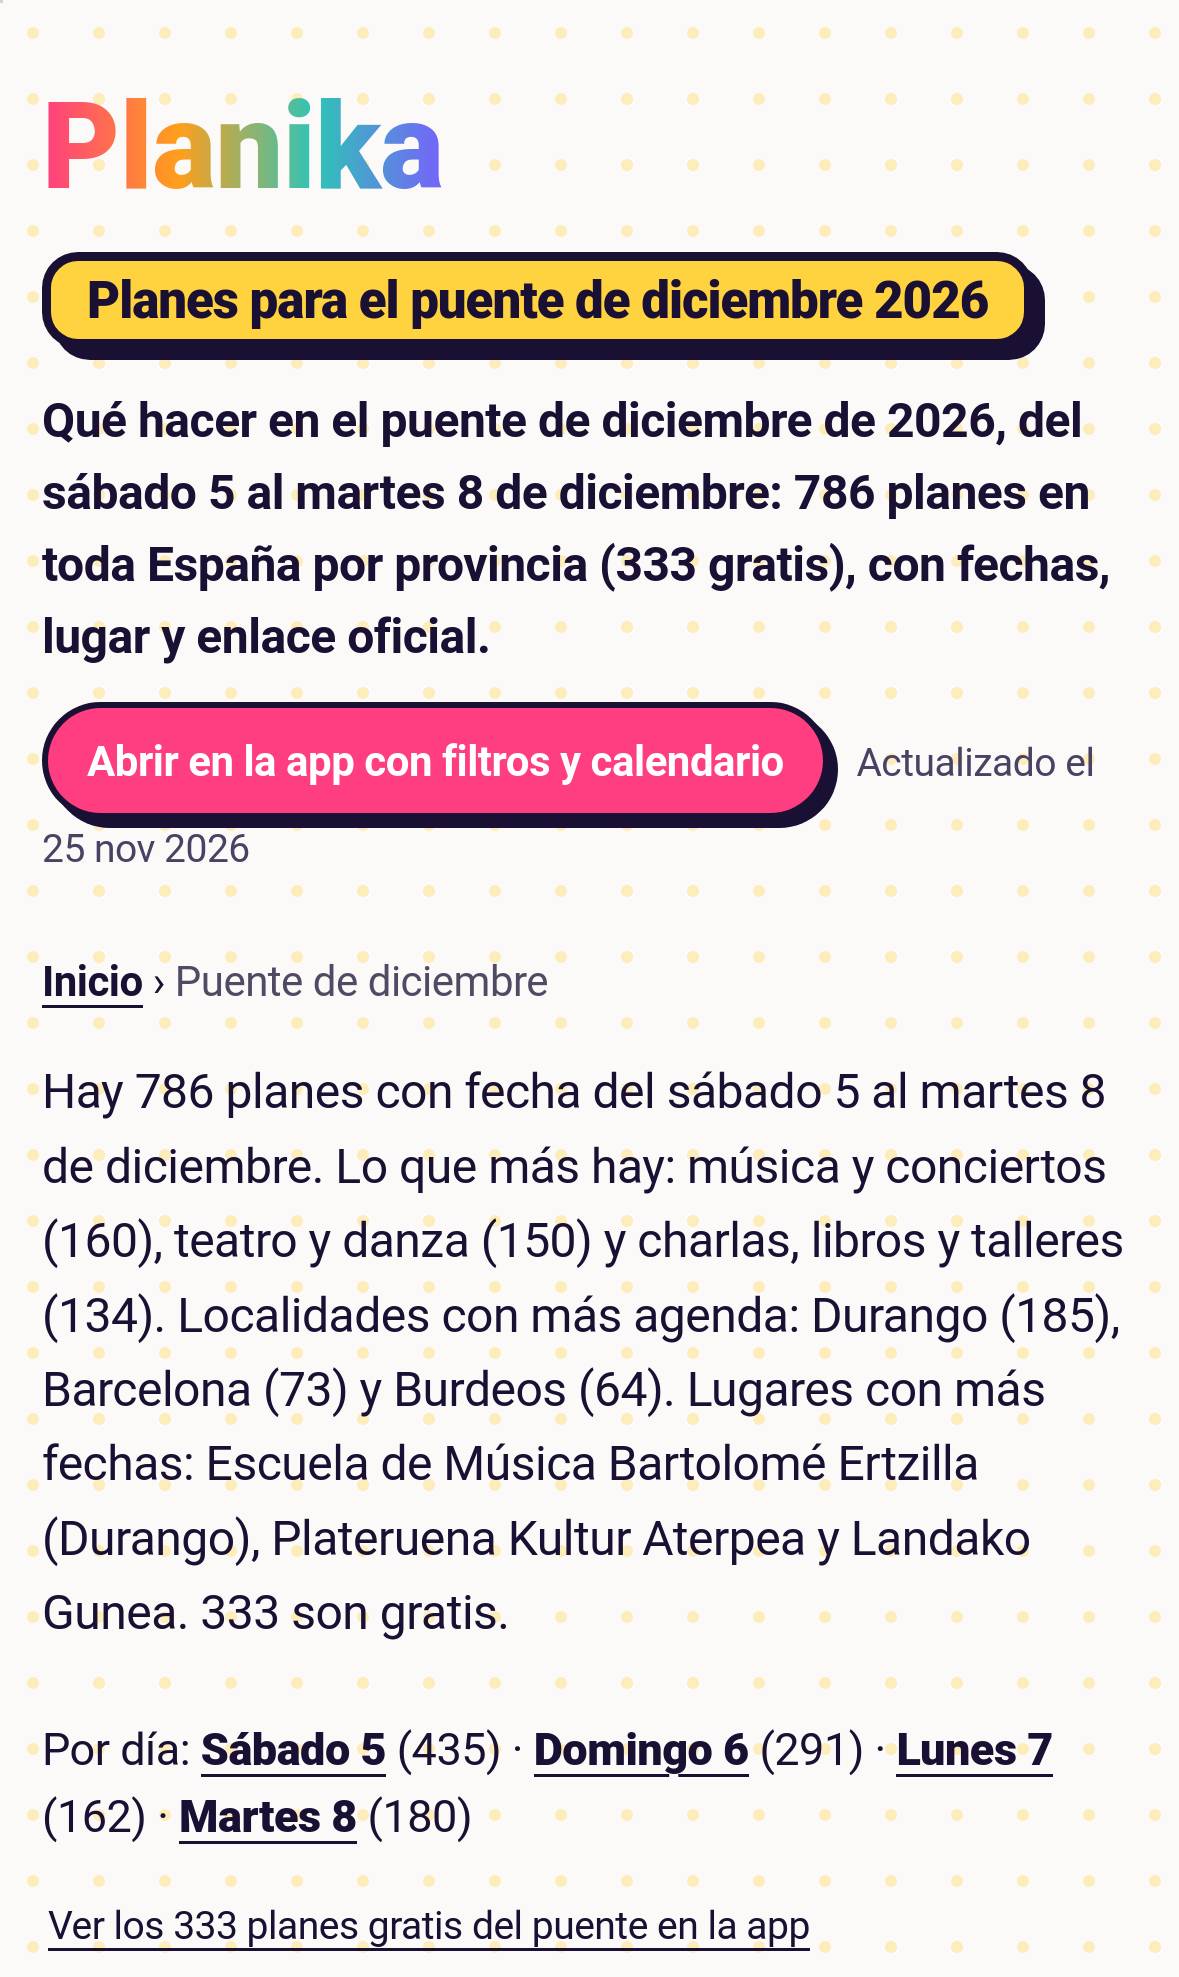 Planika
Planes para el puente de diciembre 2026
Qué hacer en el puente de diciembre de 2026, del
sábado 5 al martes 8 de diciembre: 786 planes en
toda España por provincia (333 gratis), con fechas,
lugar y enlace oficial.
Abrir en la app con filtros y calendario Actualizado el
25 nov 2026
Inicio › Puente de diciembre
Hay 786 planes con fecha del sábado 5 al martes 8
de diciembre. Lo que más hay: música y conciertos
(160), teatro y danza (150) y charlas, libros y talleres
(134). Localidades con más agenda: Durango (185),
Barcelona (73) y Burdeos (64). Lugares con más
fechas: Escuela de Música Bartolomé Ertzilla
(Durango), Plateruena Kultur Aterpea y Landako
Gunea. 333 son gratis.
Por día: Sábado 5 (435) · Domingo 6 (291) · Lunes 7
(162) · Martes 8 (180)
Ver los 333 planes gratis del puente en la app